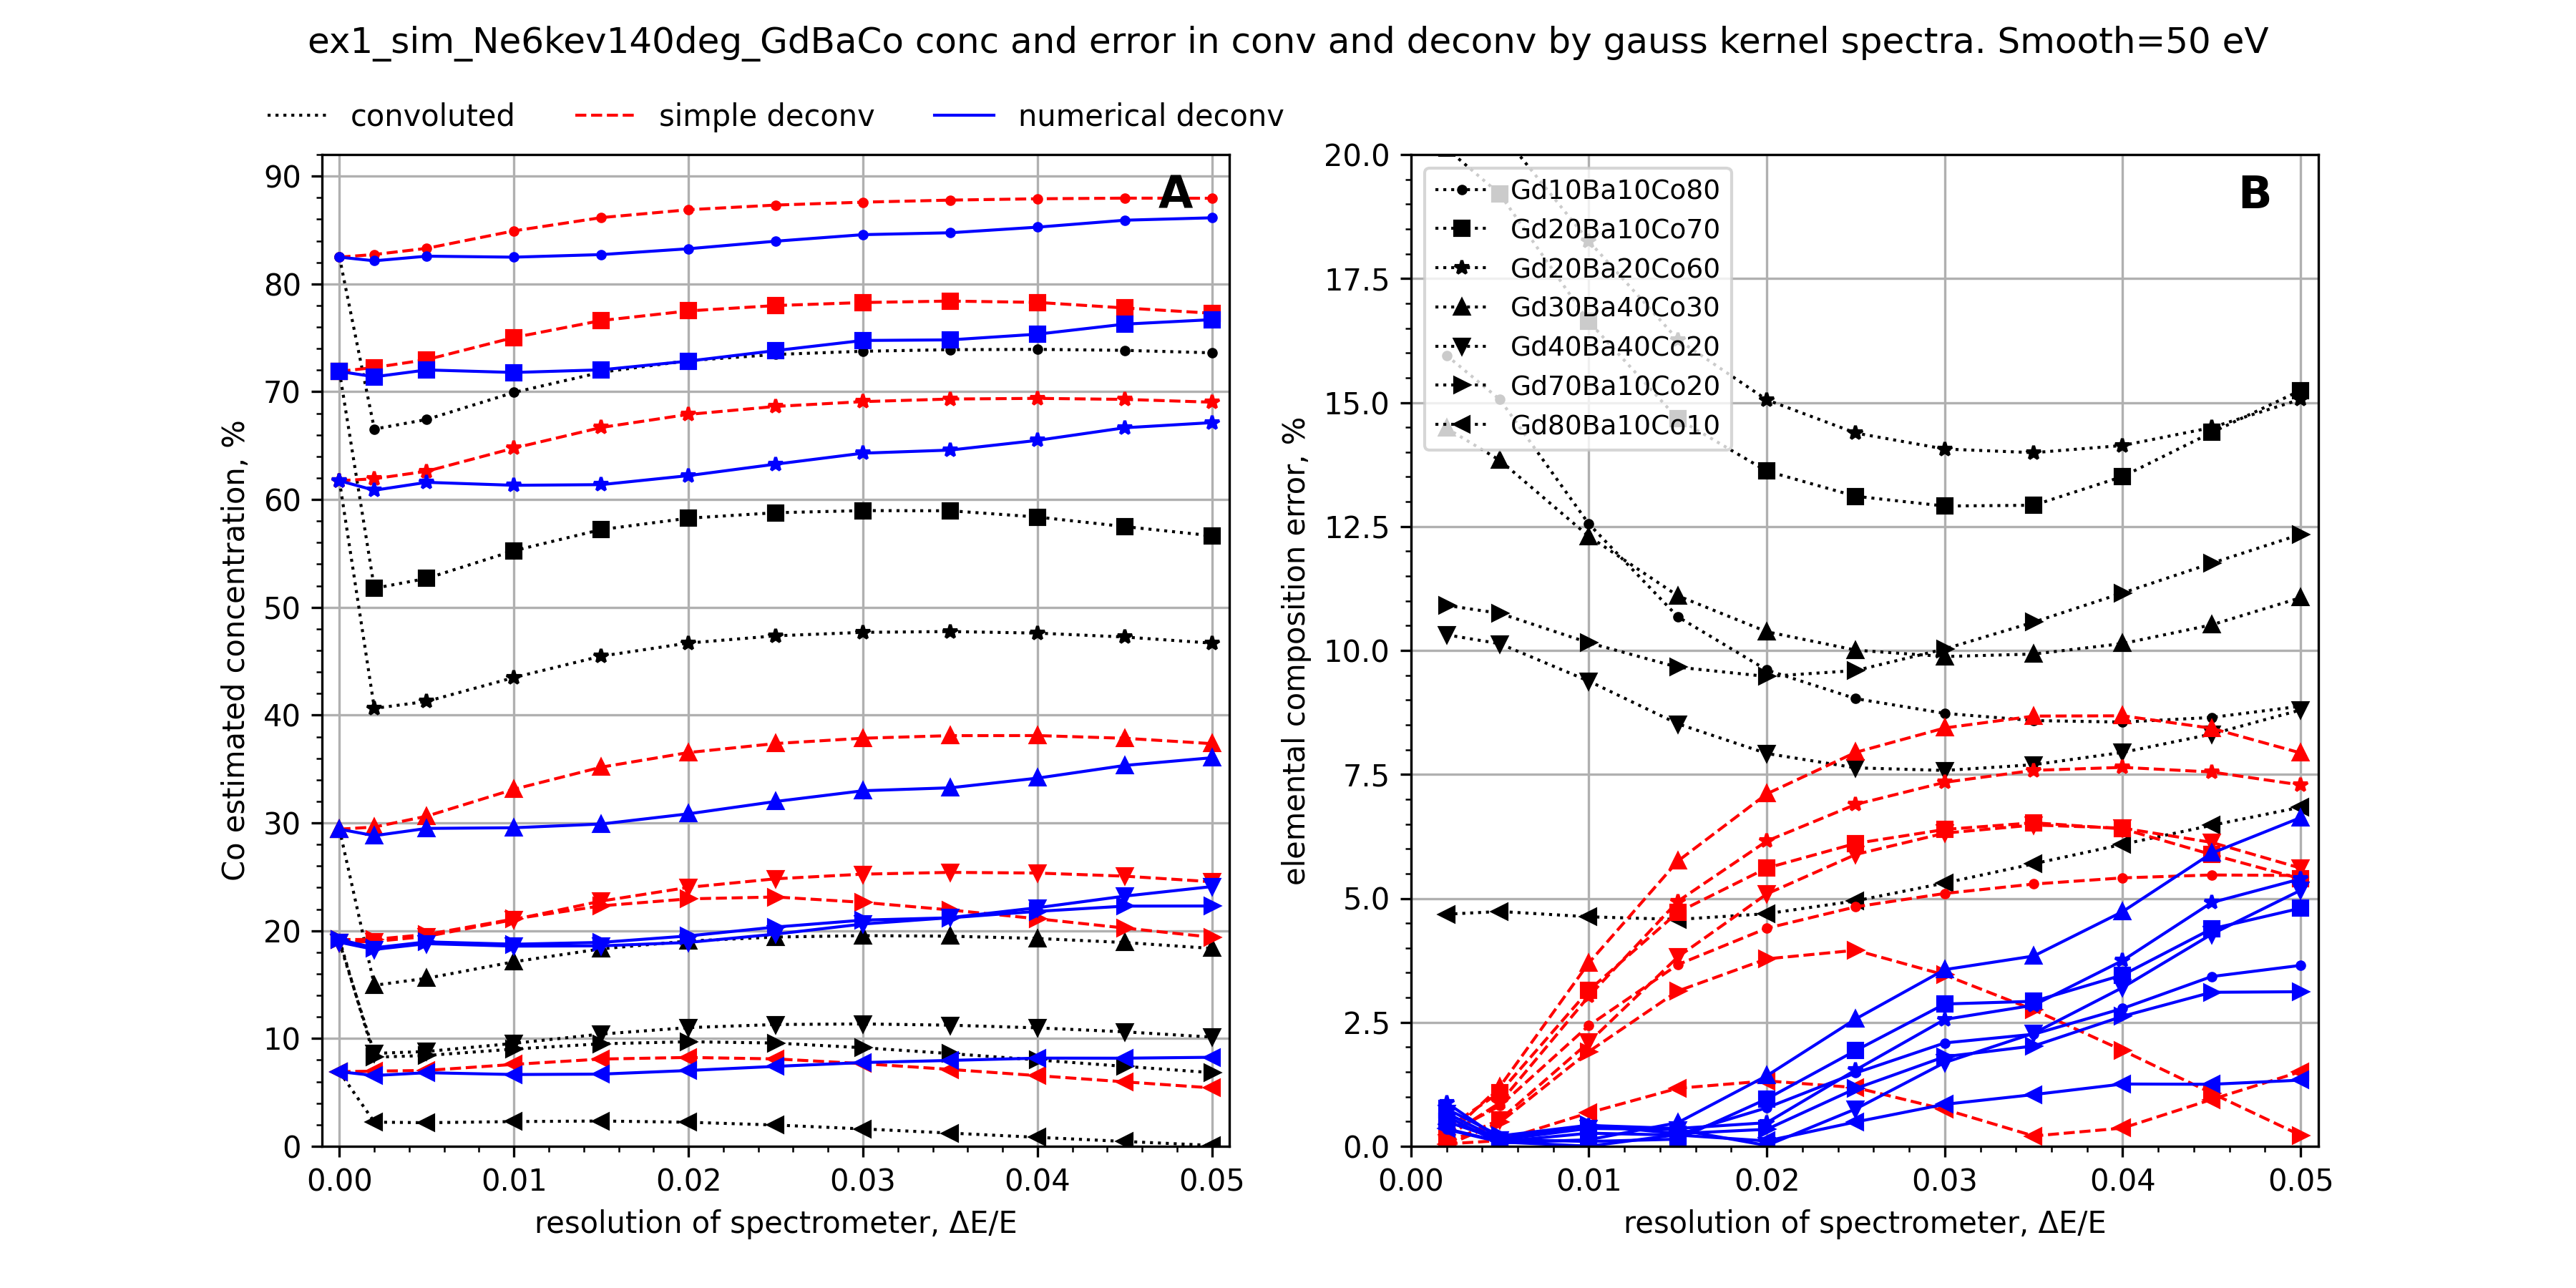 ex1_sim_Ne6kev140deg_GdBaCo conc and error in conv and deconv by gauss kernel spectra. Smooth=50 eV
convoluted simple deconv numerical deconv
A
90
80
70
60
50
40
30
20
10
0
Co estimated concentration, %
0.00 0.01 0.02 0.03 0.04 0.05
resolution of spectrometer, ΔE/E
B
Gd10Ba10Co80
Gd20Ba10Co70
Gd20Ba20Co60
Gd30Ba40Co30
Gd40Ba40Co20
Gd70Ba10Co20
Gd80Ba10Co10
20.0
17.5
15.0
12.5
10.0
7.5
5.0
2.5
0.0
elemental composition error, %
0.00 0.01 0.02 0.03 0.04 0.05
resolution of spectrometer, ΔE/E